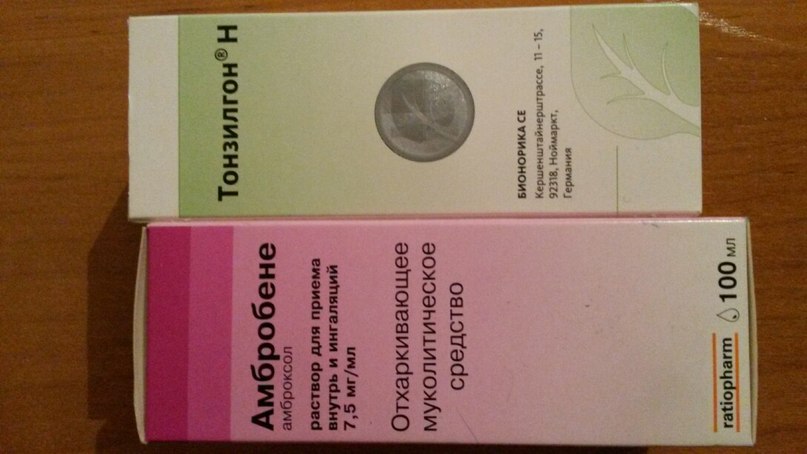 Тонзилгон® Н
БИОНОРИКА СЕ
Кершенштайнерштрассе, 11 – 15,
92318, Ноймаркт,
Германия
Амбробене
амброксол
раствор для приема
внутрь и ингаляций
7,5 мг/мл
Отхаркивающее
муколитическое
средство
ratiopharm
100 мл